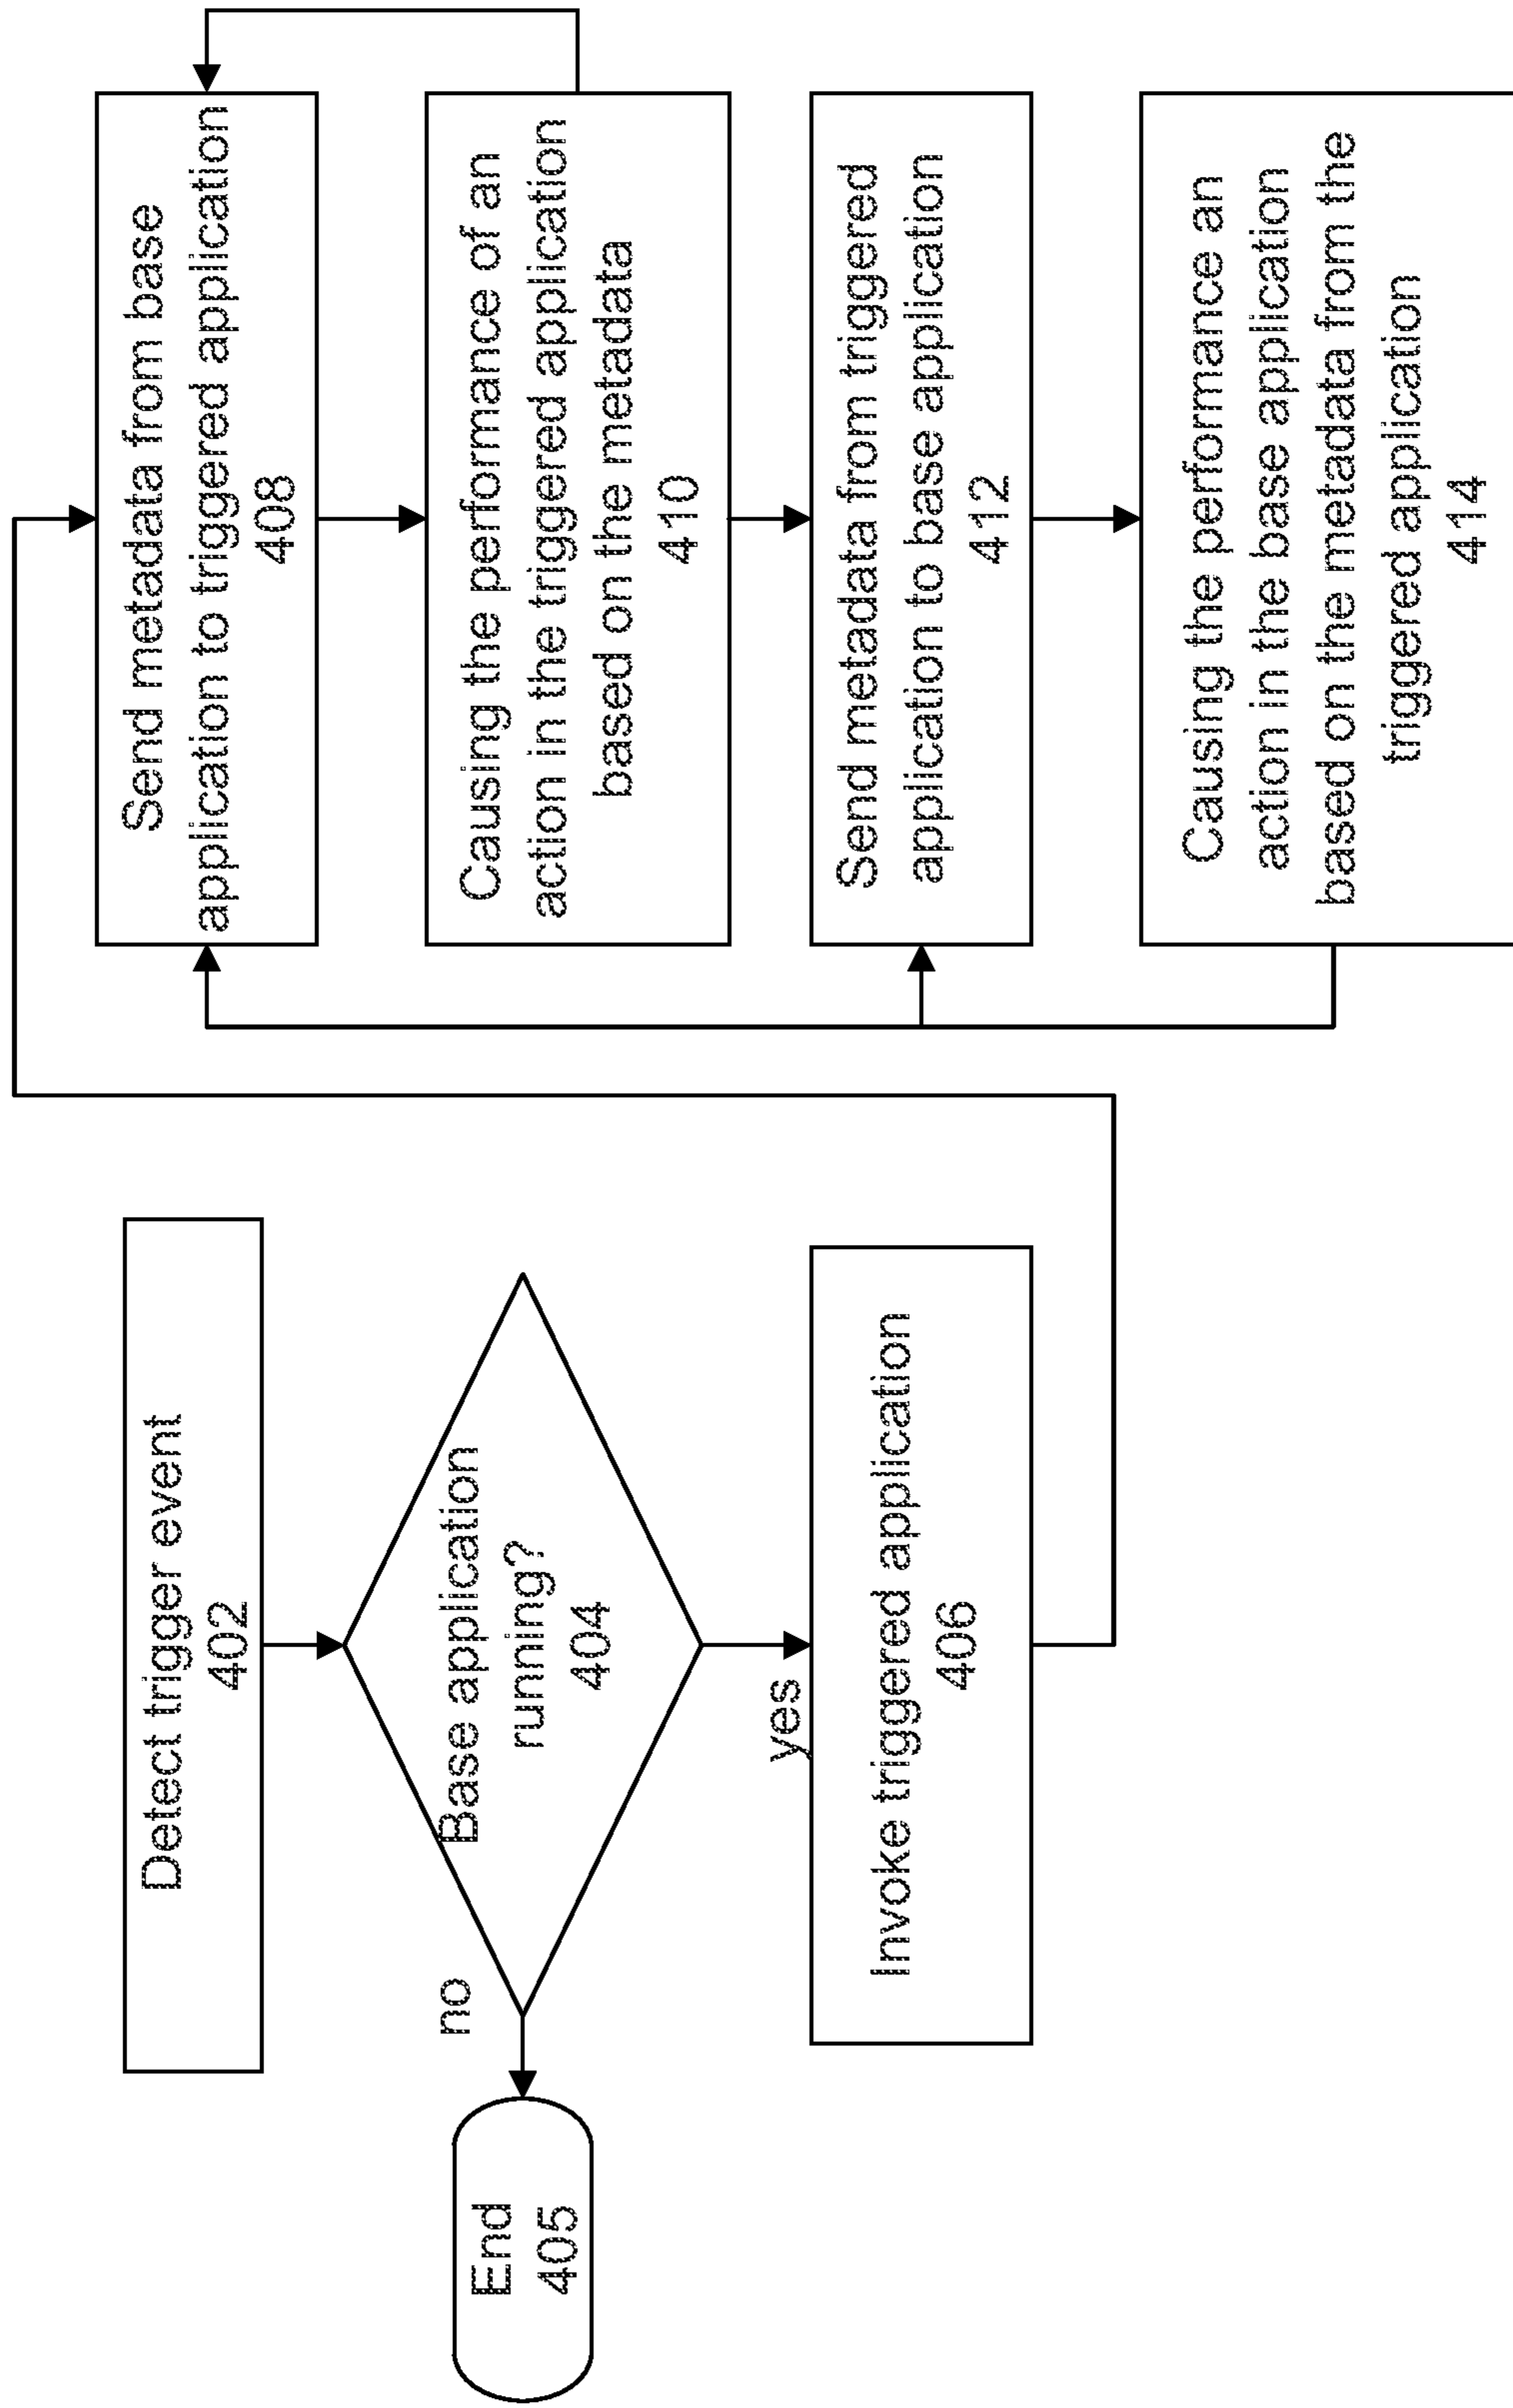 Detect trigger event
402
Base application
running?
404
no
yes
End
405
Invoke triggered application
406
Send metadata from base
application to triggered application
408
Causing the performance of an
action in the triggered application
based on the metadata
410
Send metadata from triggered
application to base application
412
Causing the performance an
action in the base application
based on the metadata from the
triggered application
414